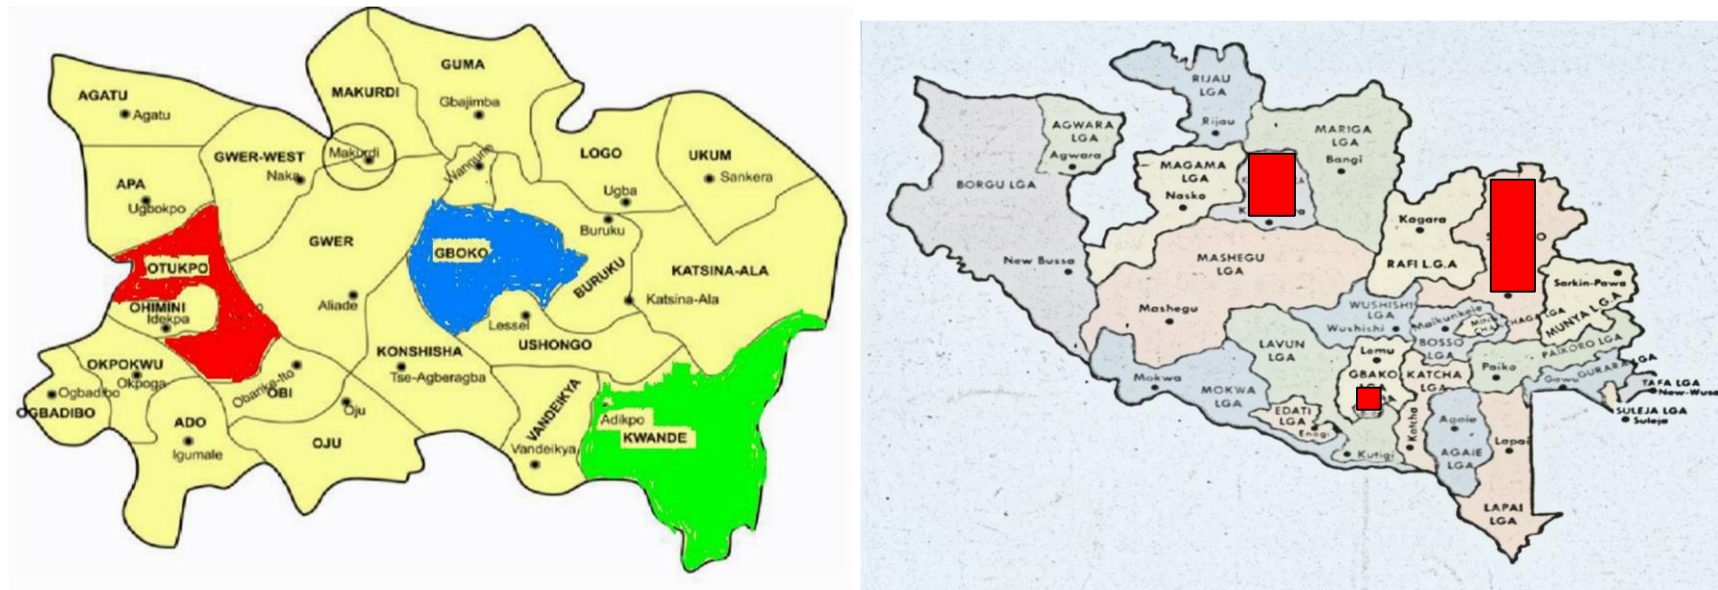 GUMA
AGATU
MAKURDI
Gbajimba
Agatu
GWER-WEST
Makurdi
LOGO
UKUM
Naka
Wannune
Sankera
APA
Ugba
Ugbokpo
Buruku
GWER
GBOKO
OTUKPO
BURUKU
KATSINA-ALA
OHIMINI
Aliade
Katsina-Ala
Idekpa
Lessel
USHONGO
OKPOKWU
KONSHISHA
Okpoga
Tse-Agberagba
Ogbadibo
Obarike-Ito
OBI
OGBADIBO
Oju
VANDEIKYA
Adikpo
ADO
KWANDE
OJU
Igumale
Vandeikya
RIJAU
LGA
Rijau
AGWARA
LGA
Agwara
MARIGA
LGA
Bangi
MAGAMA
LGA
Nasko
BORGU LGA
Kagara
New Bussa
MASHEGU
LGA
RAFI L.G.A
Sarkin-Pawa
Mashegu
WUSHISHI
LGA
Wushishi
Maikunkele
MUNYA L.G.A
BOSSO
LGA
LAVUN
LGA
Lemu
GBAKO
KATCHA
LGA
Paiko
PAIKORO LGA
Gawu
GURARA LGA
TAFA LGA
New-Wuse
Mokwa
MOKWA
LGA
EDATI
LGA
Enagi
Katcha
Agaie
SULEJA LGA
Suleja
Lapai
Kutigi
AGAIE
LGA
LAPAI
LGA